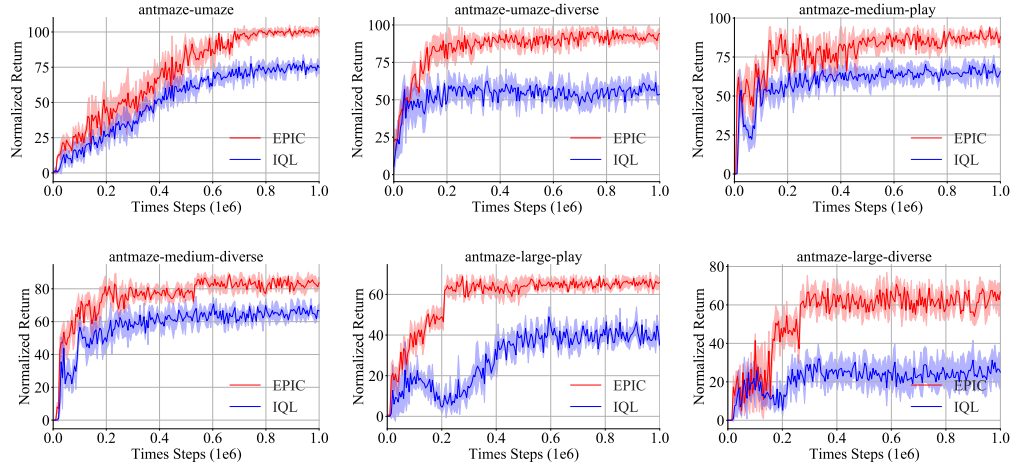 antmaze-umaze
Normalized Return
100
75
50
25
0
EPIC
IQL
0.0 0.2 0.4 0.6 0.8 1.0
Times Steps (1e6)
antmaze-umaze-diverse
Normalized Return
100
75
50
25
0
EPIC
IQL
0.0 0.2 0.4 0.6 0.8 1.0
Times Steps (1e6)
antmaze-medium-play
Normalized Return
100
75
50
25
0
EPIC
IQL
0.0 0.2 0.4 0.6 0.8 1.0
Times Steps (1e6)
antmaze-medium-diverse
Normalized Return
80
60
40
20
0
EPIC
IQL
0.0 0.2 0.4 0.6 0.8 1.0
Times Steps (1e6)
antmaze-large-play
Normalized Return
60
40
20
0
EPIC
IQL
0.0 0.2 0.4 0.6 0.8 1.0
Times Steps (1e6)
antmaze-large-diverse
Normalized Return
80
60
40
20
0
EPIC
IQL
0.0 0.2 0.4 0.6 0.8 1.0
Times Steps (1e6)